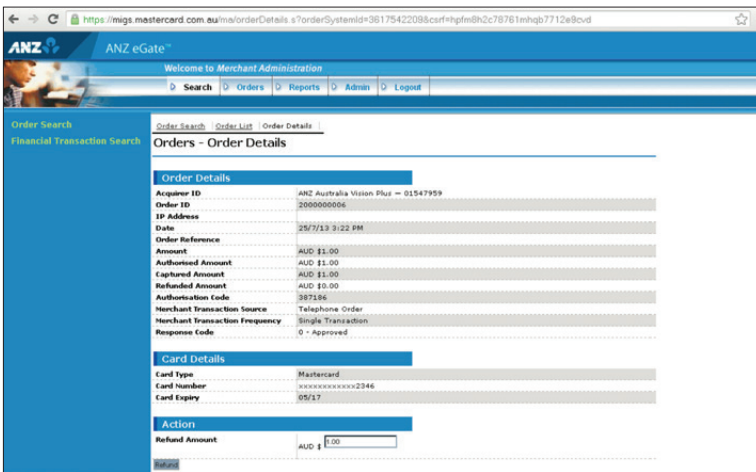 https://migs.mastercard.com.au/ma/orderDetails.s?orderSystemId=3617542209&csrf=hpfm8h2c78761mhqb7712e9cvd
ANZ ANZ eGate™
Welcome to Merchant Administration
Search Orders Reports Admin Logout
Order Search
Financial Transaction Search
Order Search Order List Order Details
Orders - Order Details
Order Details
Acquirer ID ANZ Australia Vision Plus — 01547959
Order ID 2000000006
IP Address
Date 25/7/13 3:22 PM
Order Reference
Amount AUD $1.00
Authorised Amount AUD $1.00
Captured Amount AUD $1.00
Refunded Amount AUD $0.00
Authorisation Code 387186
Merchant Transaction Source Telephone Order
Merchant Transaction Frequency Single Transaction
Response Code 0 - Approved
Card Details
Card Type Mastercard
Card Number xxxxxxxxxxxx2346
Card Expiry 05/17
Action
Refund Amount AUD $ 1.00
Refund